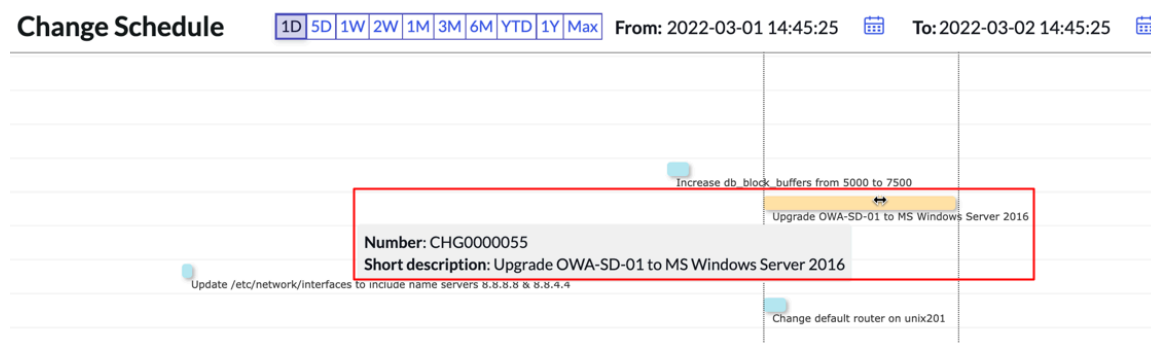 Change Schedule 1D 5D 1W 2W 1M 3M 6M YTD 1Y Max From: 2022-03-01 14:45:25 To: 2022-03-02 14:45:25
Increase db_block_buffers from 5000 to 7500
Upgrade OWA-SD-01 to MS Windows Server 2016
Number: CHG0000055
Short description: Upgrade OWA-SD-01 to MS Windows Server 2016
Update /etc/network/interfaces to include name servers 8.8.8.8 & 8.8.4.4
Change default router on unix201